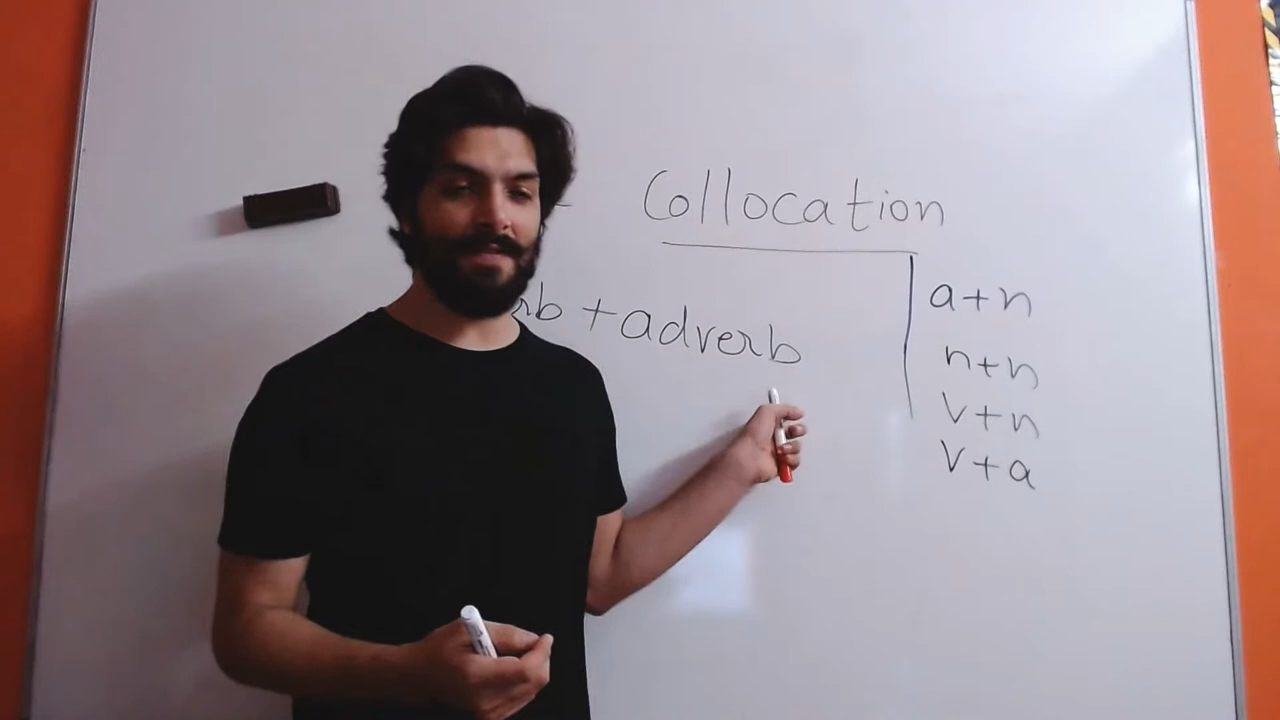 Collocation
rb + adverb
a+n
n+n
v+n
v+a